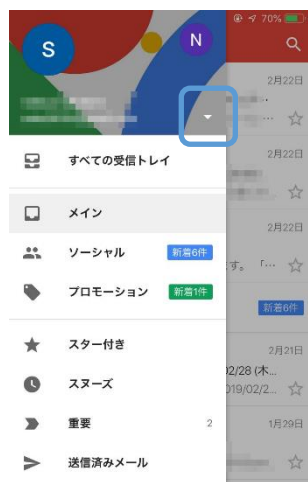 70%
S
N
2月22日
すべての受信トレイ
2月22日
メイン
2月22日
ソーシャル
新着6件
す。「…
プロモーション
新着1件
新着6件
スター付き
2月21日
02/28 (木...
スヌーズ
019/02/2...
重要
2
1月29日
送信済みメール